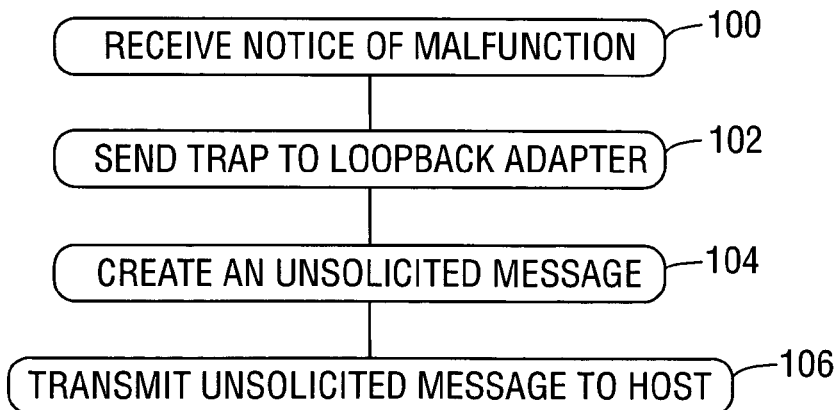 RECEIVE NOTICE OF MALFUNCTION 100
SEND TRAP TO LOOPBACK ADAPTER 102
CREATE AN UNSOLICITED MESSAGE 104
TRANSMIT UNSOLICITED MESSAGE TO HOST 106